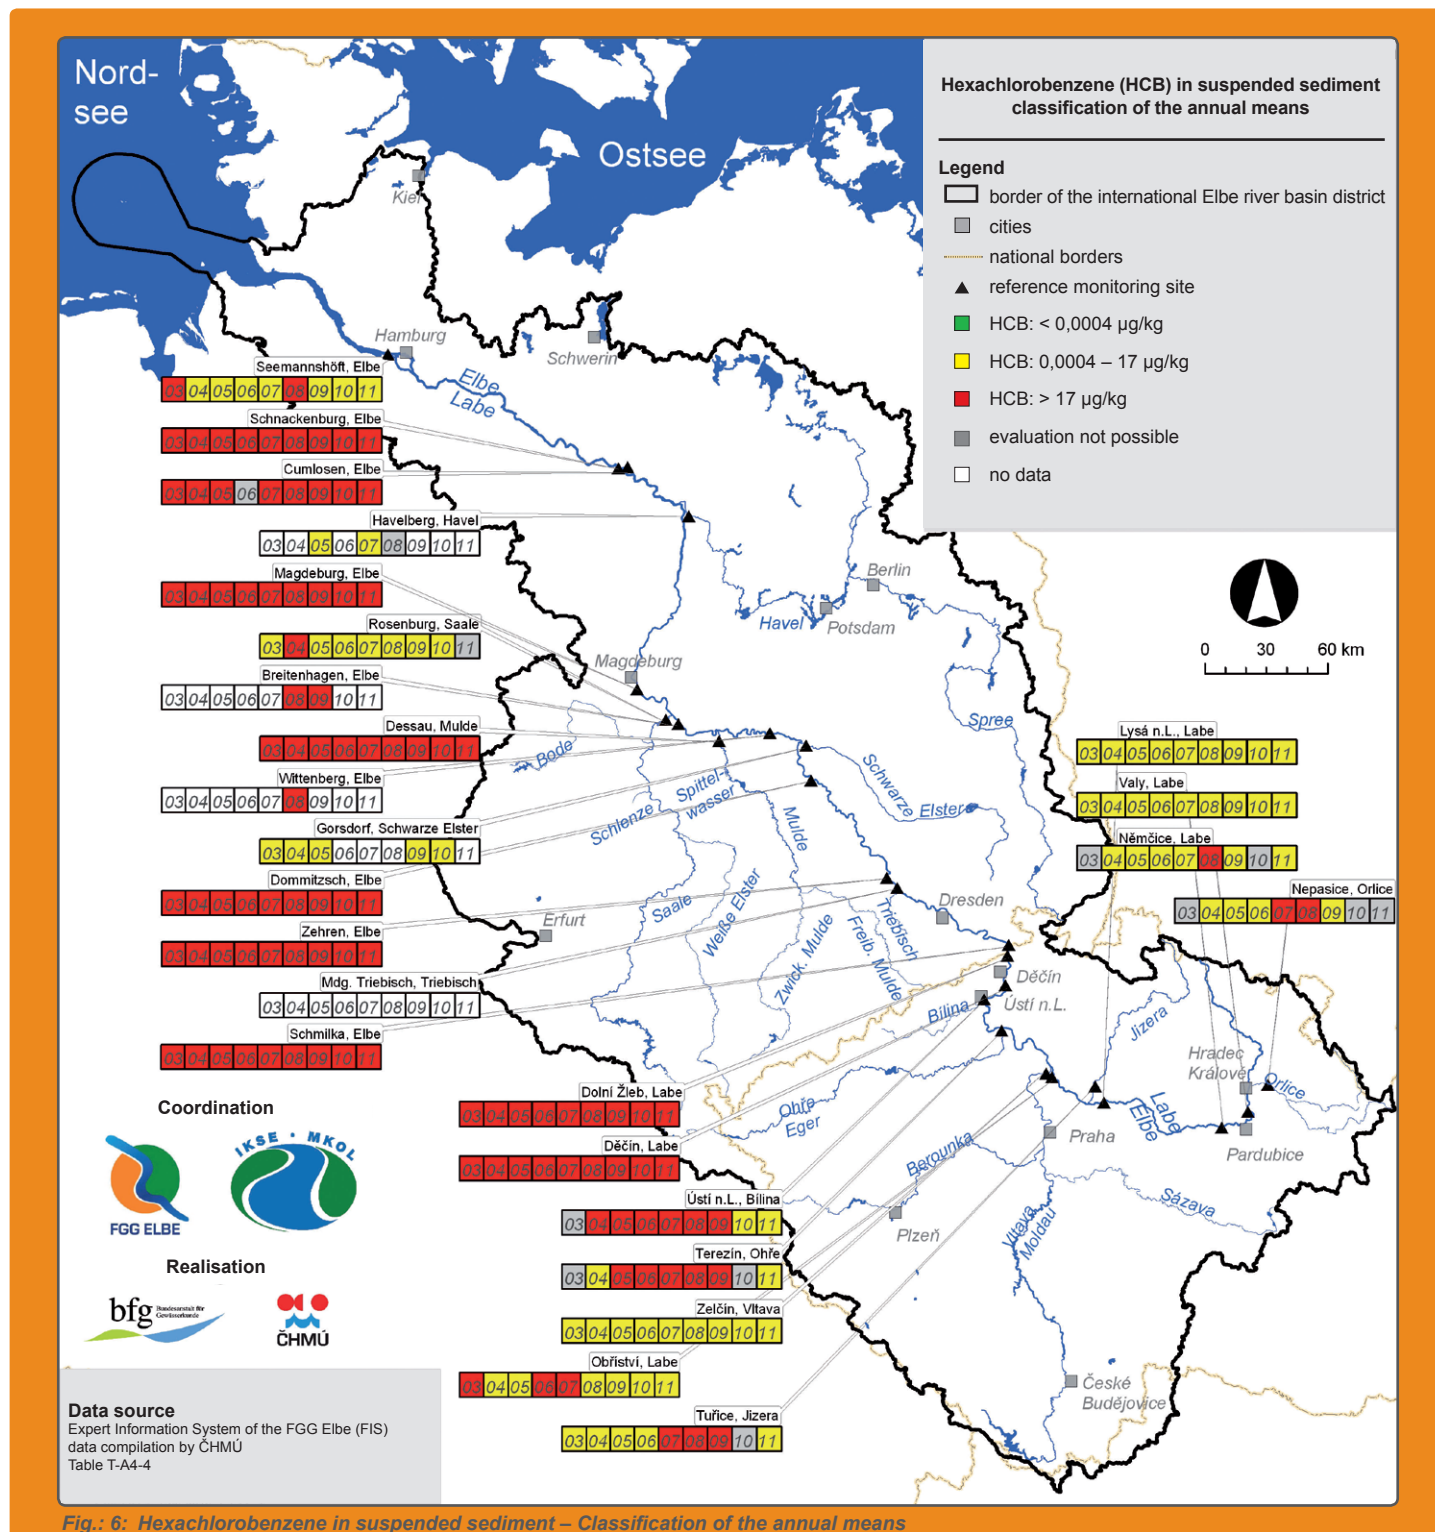 Nord-
see
Ostsee
Kiel
Hamburg
Schwerin
Elbe
Labe
Hexachlorobenzene (HCB) in suspended sediment
classification of the annual means
Legend
border of the international Elbe river basin district
cities
national borders
reference monitoring site
HCB: < 0,0004 µg/kg
HCB: 0,0004 – 17 µg/kg
HCB: > 17 µg/kg
evaluation not possible
no data
Seemannshöft, Elbe
03 04 05 06 07 08 09 10 11
Schnackenburg, Elbe
03 04 05 06 07 08 09 10 11
Cumlosen, Elbe
03 04 05 06 07 08 09 10 11
Havelberg, Havel
03 04 05 06 07 08 09 10 11
Magdeburg, Elbe
03 04 05 06 07 08 09 10 11
Rosenburg, Saale
03 04 05 06 07 08 09 10 11
Breitenhagen, Elbe
03 04 05 06 07 08 09 10 11
Dessau, Mulde
03 04 05 06 07 08 09 10 11
Wittenberg, Elbe
03 04 05 06 07 08 09 10 11
Gorsdorf, Schwarze Elster
03 04 05 06 07 08 09 10 11
Dommitzsch, Elbe
03 04 05 06 07 08 09 10 11
Zehren, Elbe
03 04 05 06 07 08 09 10 11
Mdg. Triebisch, Triebisch
03 04 05 06 07 08 09 10 11
Schmilka, Elbe
03 04 05 06 07 08 09 10 11
Berlin
Potsdam
Havel
Magdeburg
Spree
Bode
Schlenze
Spittel-
wasser
Mulde
Schwarze Elster
Saale
Weiße Elster
Zwick. Mulde
Freib. Mulde
Triebisch
Erfurt
Dresden
0 30 60 km
Lysá n.L., Labe
03 04 05 06 07 08 09 10 11
Valy, Labe
03 04 05 06 07 08 09 10 11
Němčice, Labe
03 04 05 06 07 08 09 10 11
Nepasice, Orlice
03 04 05 06 07 08 09 10 11
Děčín
Ústí n.L.
Bílina
Jizera
Hradec
Králové
Orlice
Ohře
Eger
Labe
Elbe
Praha
Pardubice
Berounka
Sázava
Plzeň
Vltava
Moldau
České
Budějovice
Dolní Žleb, Labe
03 04 05 06 07 08 09 10 11
Děčín, Labe
03 04 05 06 07 08 09 10 11
Ústí n.L., Bílina
03 04 05 06 07 08 09 10 11
Terezín, Ohře
03 04 05 06 07 08 09 10 11
Zelčín, Vltava
03 04 05 06 07 08 09 10 11
Obříství, Labe
03 04 05 06 07 08 09 10 11
Tuřice, Jizera
03 04 05 06 07 08 09 10 11
Coordination
FGG ELBE
IKSE • MKOL
Realisation
bfg Bundesanstalt für
Gewässerkunde
ČHMÚ
Data source
Expert Information System of the FGG Elbe (FIS)
data compilation by ČHMÚ
Table T-A4-4
Fig.: 6: Hexachlorobenzene in suspended sediment – Classification of the annual means